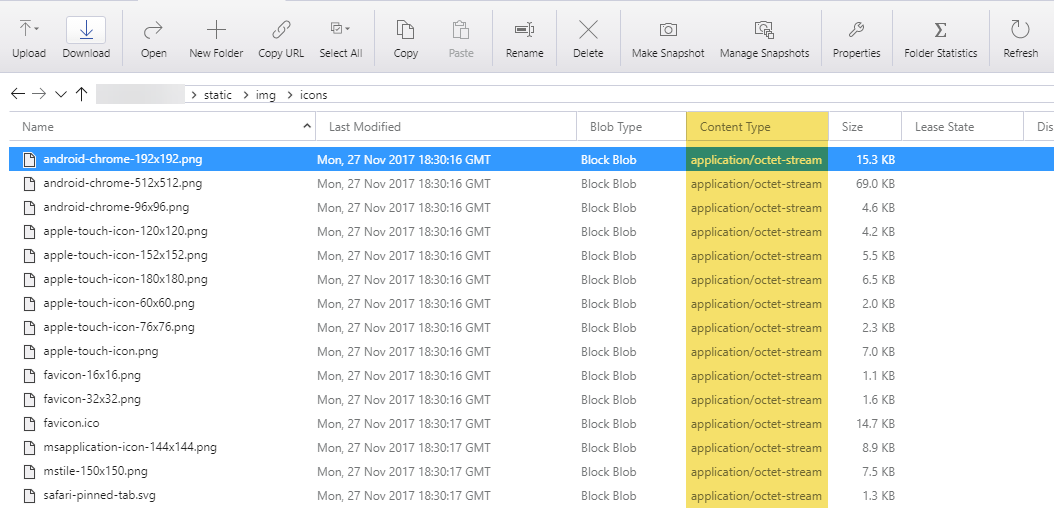 Upload Download Open New Folder Copy URL Select All Copy Paste Rename Delete Make Snapshot Manage Snapshots Properties Folder Statistics Refresh
static img icons
Name Last Modified Blob Type Content Type Size Lease State Dis
android-chrome-192x192.png Mon, 27 Nov 2017 18:30:16 GMT Block Blob application/octet-stream 15.3 KB
android-chrome-512x512.png Mon, 27 Nov 2017 18:30:16 GMT Block Blob application/octet-stream 69.0 KB
android-chrome-96x96.png Mon, 27 Nov 2017 18:30:16 GMT Block Blob application/octet-stream 4.6 KB
apple-touch-icon-120x120.png Mon, 27 Nov 2017 18:30:16 GMT Block Blob application/octet-stream 4.2 KB
apple-touch-icon-152x152.png Mon, 27 Nov 2017 18:30:16 GMT Block Blob application/octet-stream 5.5 KB
apple-touch-icon-180x180.png Mon, 27 Nov 2017 18:30:16 GMT Block Blob application/octet-stream 6.5 KB
apple-touch-icon-60x60.png Mon, 27 Nov 2017 18:30:16 GMT Block Blob application/octet-stream 2.0 KB
apple-touch-icon-76x76.png Mon, 27 Nov 2017 18:30:16 GMT Block Blob application/octet-stream 2.3 KB
apple-touch-icon.png Mon, 27 Nov 2017 18:30:16 GMT Block Blob application/octet-stream 7.0 KB
favicon-16x16.png Mon, 27 Nov 2017 18:30:16 GMT Block Blob application/octet-stream 1.1 KB
favicon-32x32.png Mon, 27 Nov 2017 18:30:16 GMT Block Blob application/octet-stream 1.6 KB
favicon.ico Mon, 27 Nov 2017 18:30:17 GMT Block Blob application/octet-stream 14.7 KB
msapplication-icon-144x144.png Mon, 27 Nov 2017 18:30:17 GMT Block Blob application/octet-stream 8.9 KB
mstile-150x150.png Mon, 27 Nov 2017 18:30:17 GMT Block Blob application/octet-stream 7.5 KB
safari-pinned-tab.svg Mon, 27 Nov 2017 18:30:17 GMT Block Blob application/octet-stream 1.3 KB